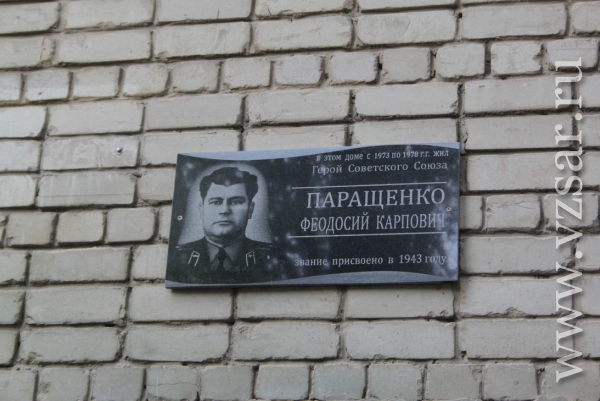 в этом доме с 1973 по 1978 г.г. жил
Герой Советского Союза
ПАРАЩЕНКО
ФЕОДОСИЙ КАРПОВИЧ
звание присвоено в 1943 году
www.vzsar.ru